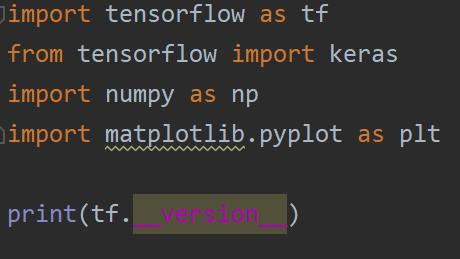 import tensorflow as tf
from tensorflow import keras
import numpy as np
import matplotlib.pyplot as plt
print(tf.__version__)